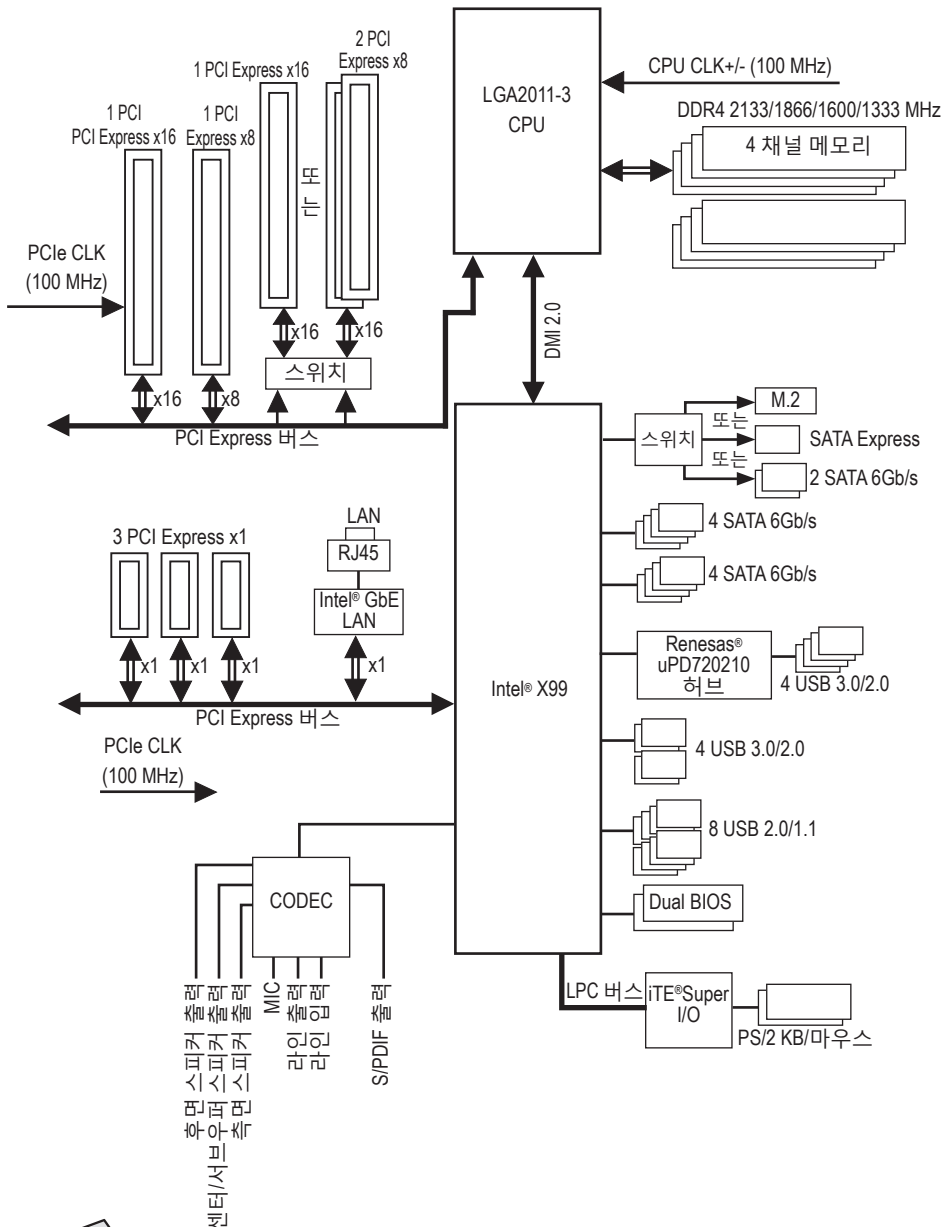 2 PCI
Express x8
1 PCI Express x16
1 PCI
PCI Express x16
1 PCI
Express x8
또는
PCIe CLK
(100 MHz)
x16
x8
x16
x16
스위치
PCI Express 버스
LGA2011-3
CPU
CPU CLK+/- (100 MHz)
DDR4 2133/1866/1600/1333 MHz
4 채널 메모리
DMI 2.0
스위치
M.2
또는
SATA Express
또는
2 SATA 6Gb/s
4 SATA 6Gb/s
4 SATA 6Gb/s
3 PCI Express x1
LAN
RJ45
Intel® GbE
LAN
x1
x1
x1
x1
PCI Express 버스
PCIe CLK
(100 MHz)
Intel® X99
Renesas®
uPD720210
허브
4 USB 3.0/2.0
4 USB 3.0/2.0
8 USB 2.0/1.1
Dual BIOS
CODEC
후면 스피커 출력
센터/서브우퍼 스피커 출력
측면 스피커 출력
MIC
라인 출력
라인 입력
S/PDIF 출력
LPC 버스
iTE®Super
I/O
PS/2 KB/마우스